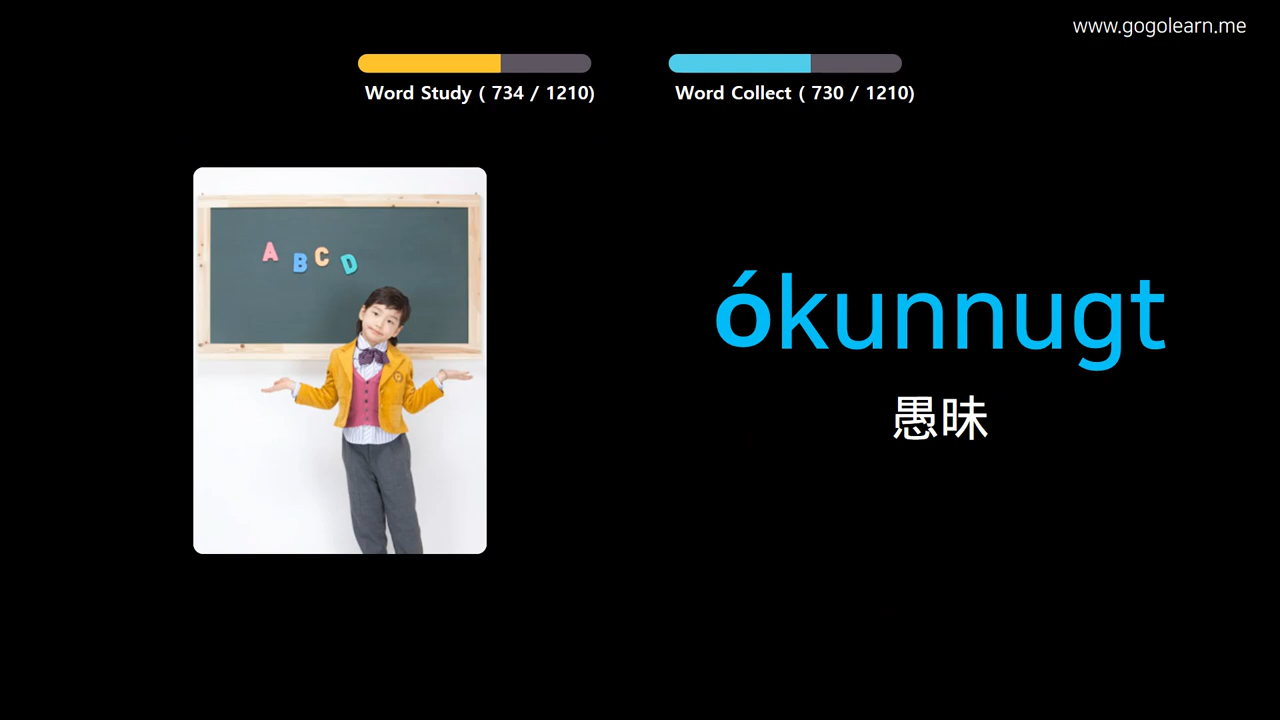 www.gogolearn.me
Word Study ( 734 / 1210)
Word Collect ( 730 / 1210)
A B C D
ókunnugt
愚昧